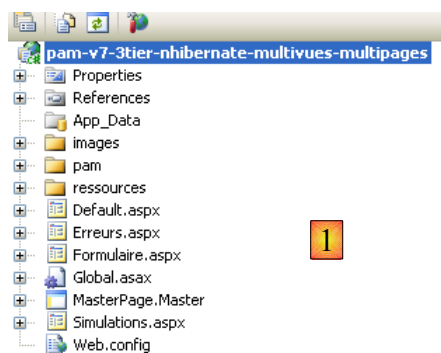 pam-v7-3tier-nhibernate-multivues-multipages
Properties
References
App_Data
images
pam
ressources
Default.aspx
Erreurs.aspx
Formulaire.aspx
Global.asax
MasterPage.Master
Simulations.aspx
Web.config
1